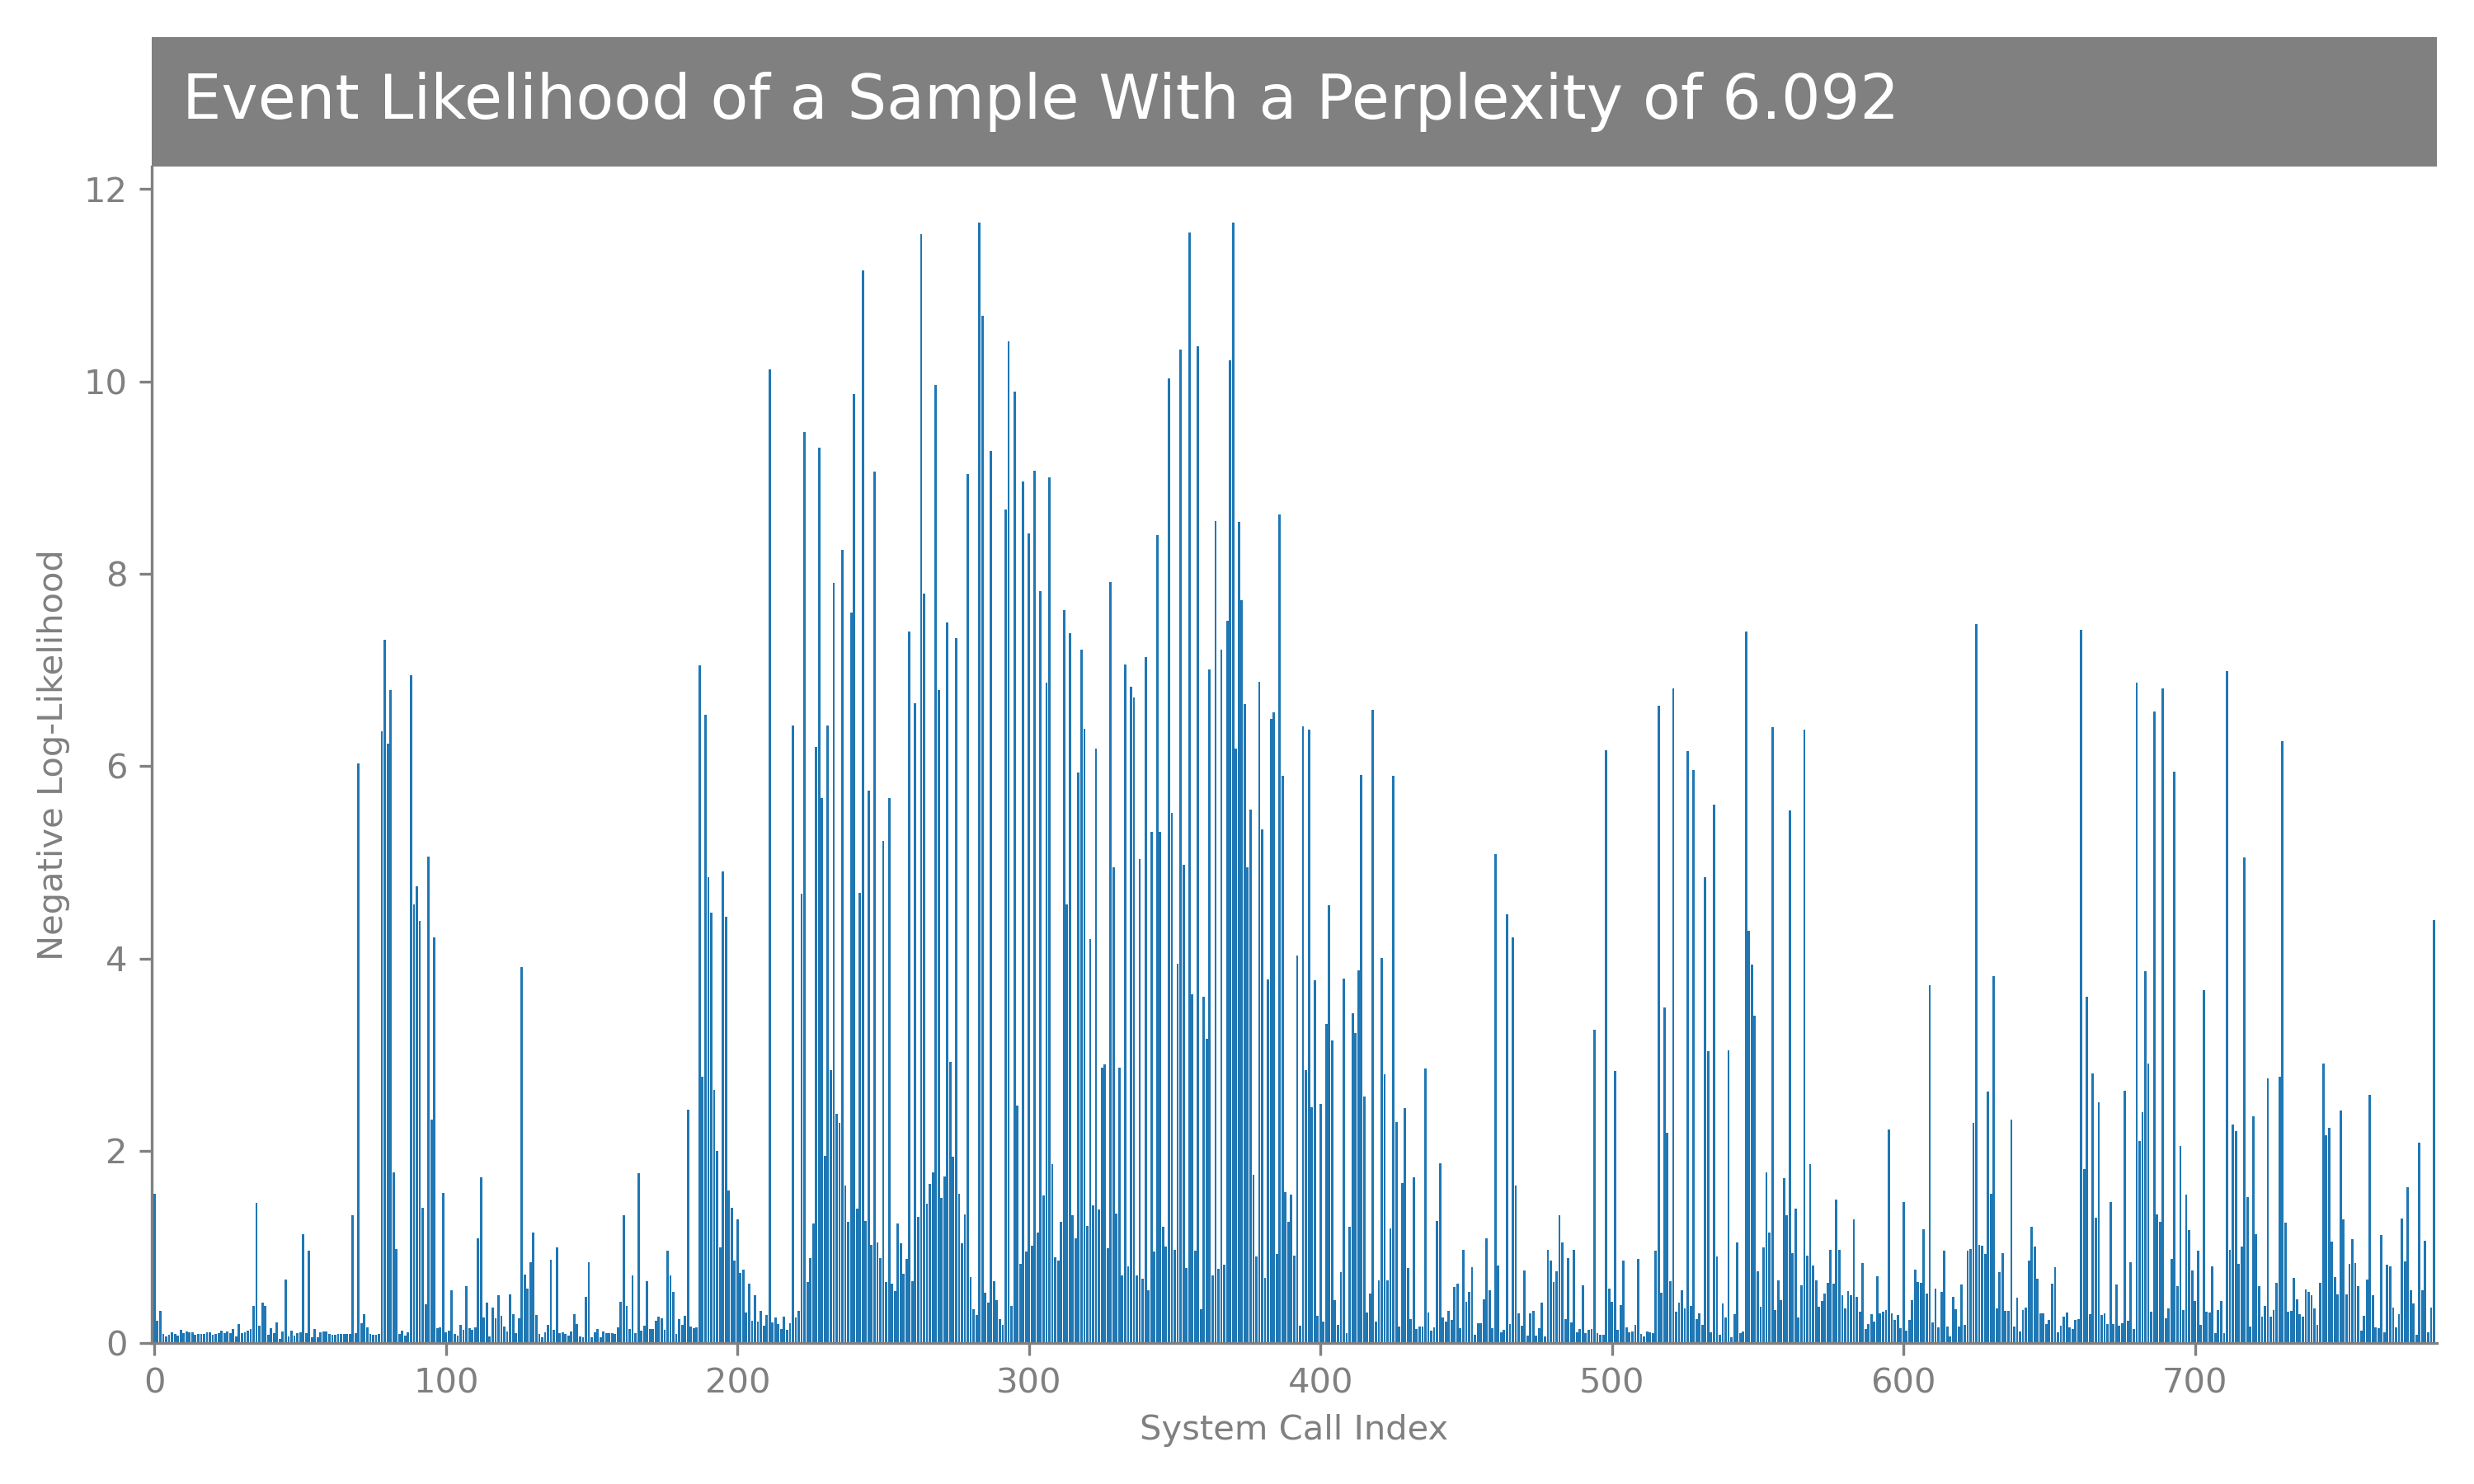 Event Likelihood of a Sample With a Perplexity of 6.092
12
10
8
6
4
2
0
Negative Log-Likelihood
0 100 200 300 400 500 600 700
System Call Index